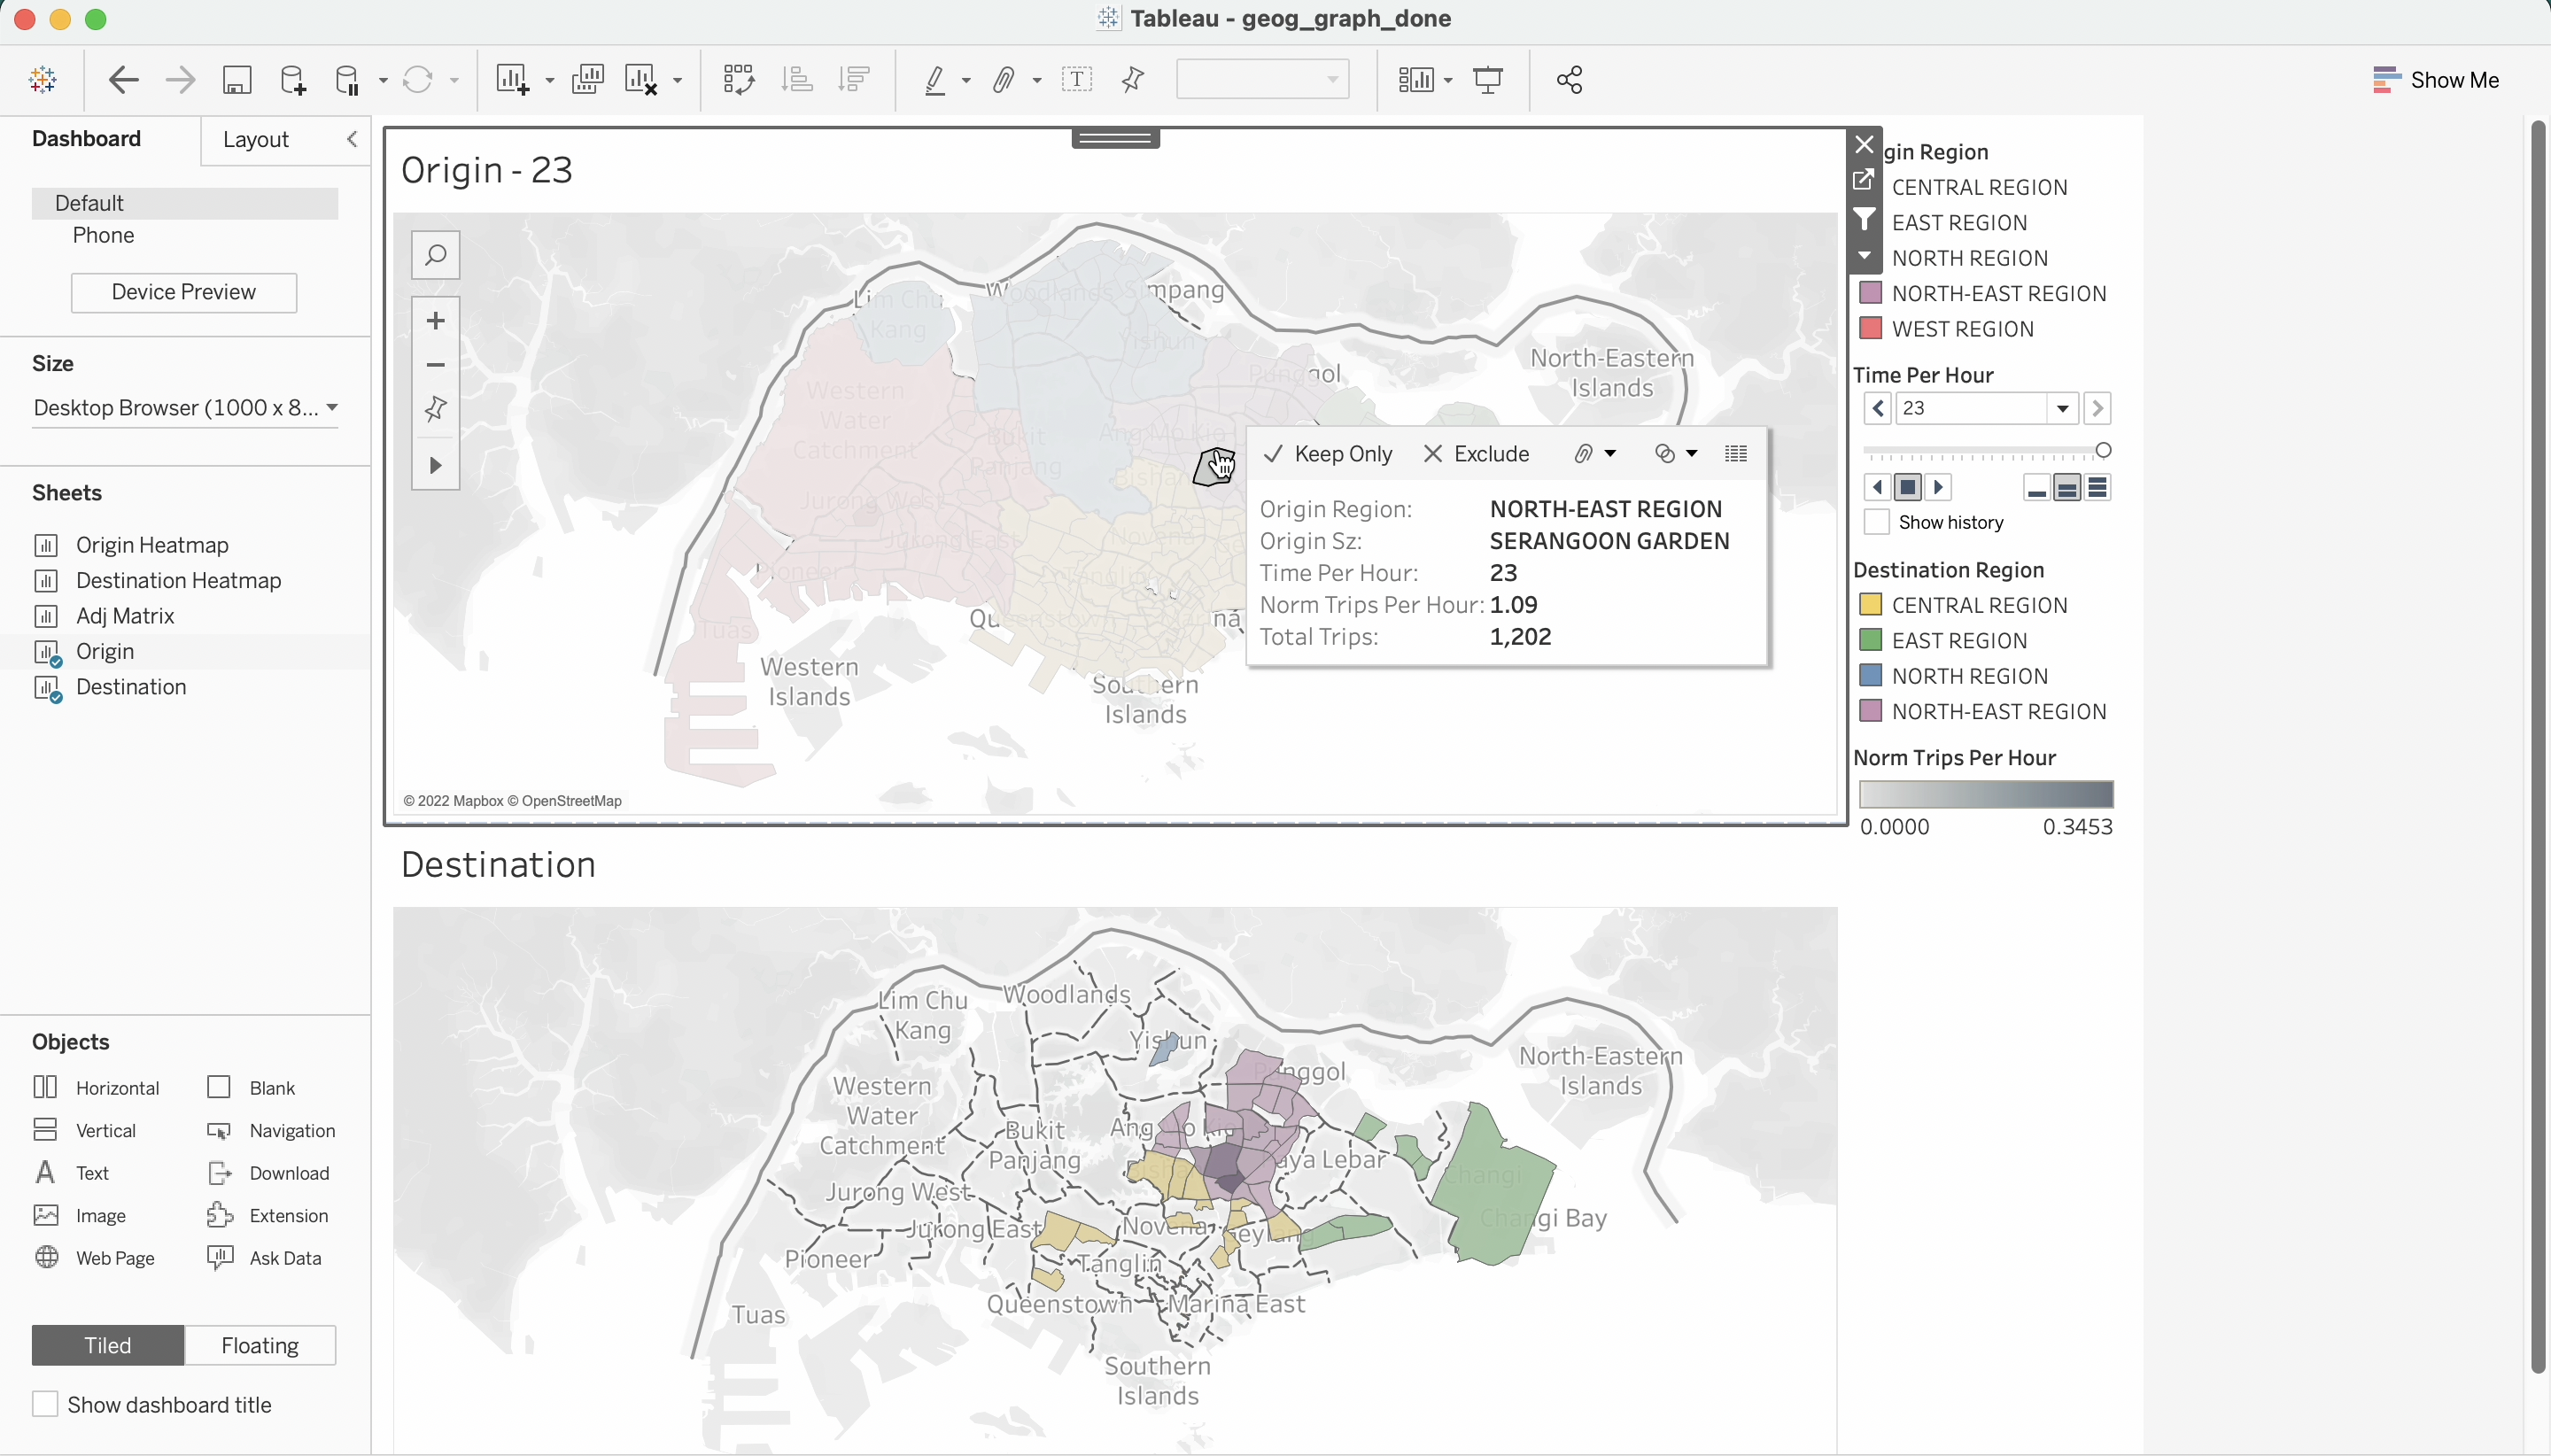 Tableau - geog_graph_done
Show Me
Dashboard
Layout
Default
Phone
Device Preview
Size
Desktop Browser (1000 x 8...
Sheets
Origin Heatmap
Destination Heatmap
Adj Matrix
Origin
Destination
Objects
Horizontal
Blank
Vertical
Navigation
Text
Download
Image
Extension
Web Page
Ask Data
Tiled
Floating
Show dashboard title
Origin - 23
Lim Chu
Kang
Woodlands
Simpang
Yishun
Punggol
North-Eastern
Islands
Western
Water
Catchment
Bukit
Panjang
Ang Mo Kio
Bishan
Jurong West
Jurong East
Novena
Pioneer
Tanglin
Queenstown
Tuas
Western
Islands
Southern
Islands
© 2022 Mapbox © OpenStreetMap
Keep Only
Exclude
Origin Region: NORTH-EAST REGION
Origin Sz: SERANGOON GARDEN
Time Per Hour: 23
Norm Trips Per Hour: 1.09
Total Trips: 1,202
Destination
Lim Chu
Kang
Woodlands
Yishun
Punggol
North-Eastern
Islands
Western
Water
Catchment
Bukit
Panjang
Ang Mo Kio
Bishan
aya Lebar
Changi
Jurong West
Changi Bay
Jurong East
Novena
Geylang
Pioneer
Tanglin
Queenstown
Marina East
Tuas
Southern
Islands
gin Region
CENTRAL REGION
EAST REGION
NORTH REGION
NORTH-EAST REGION
WEST REGION
Time Per Hour
23
Show history
Destination Region
CENTRAL REGION
EAST REGION
NORTH REGION
NORTH-EAST REGION
Norm Trips Per Hour
0.0000
0.3453